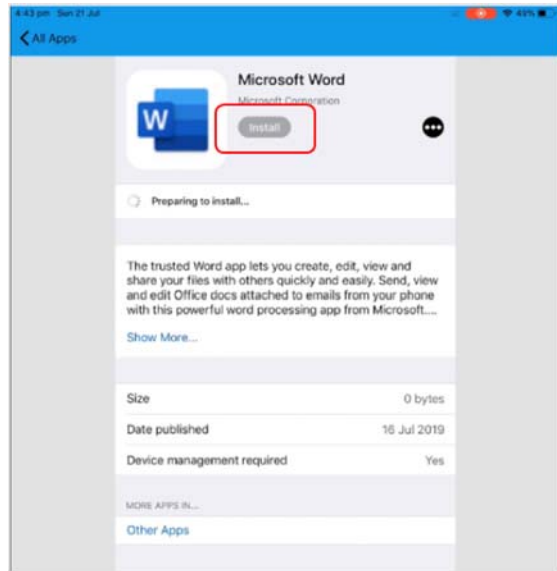 4:43 pm Sun 21 Jul
49%
All Apps
Microsoft Word
Microsoft Corporation
W
Install
Preparing to install...
The trusted Word app lets you create, edit, view and
share your files with others quickly and easily. Send, view
and edit Office docs attached to emails from your phone
with this powerful word processing app from Microsoft....
Show More...
Size 0 bytes
Date published 16 Jul 2019
Device management required Yes
MORE APPS IN...
Other Apps